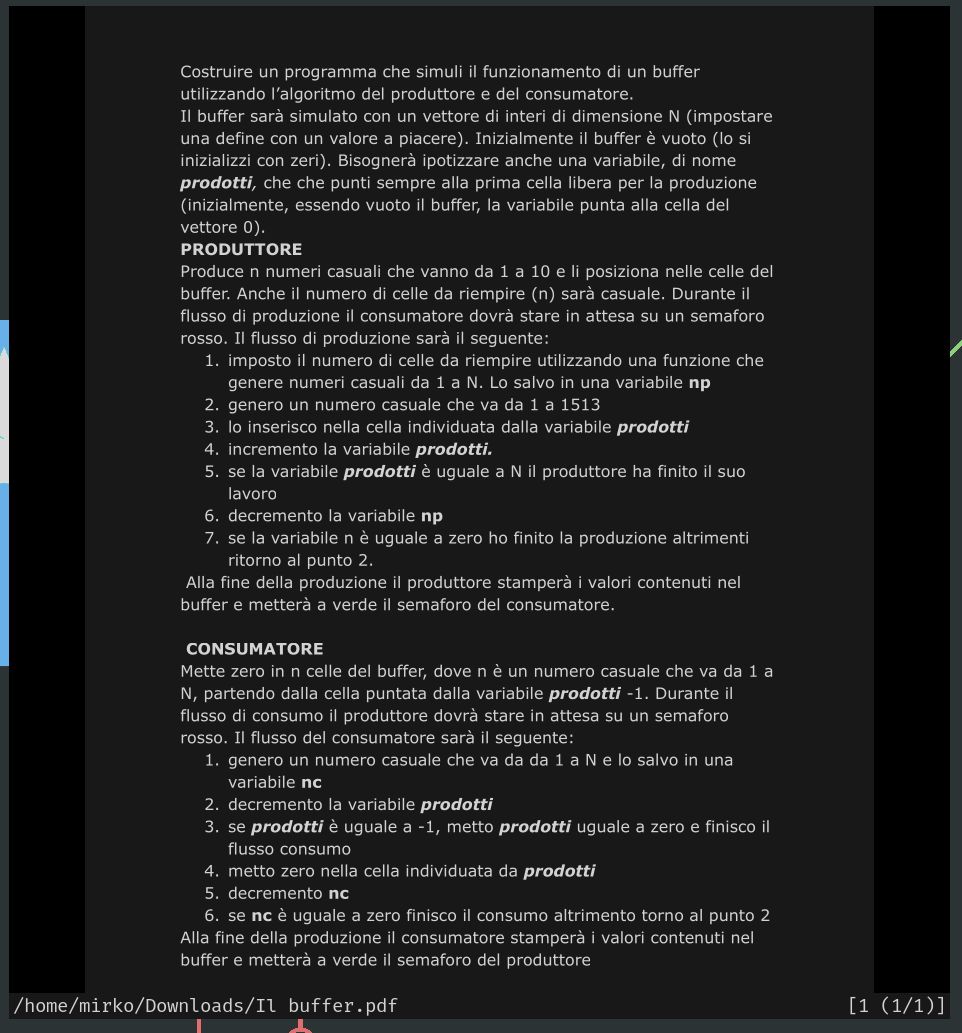 Costruire un programma che simuli il funzionamento di un buffer
utilizzando l’algoritmo del produttore e del consumatore.
Il buffer sarà simulato con un vettore di interi di dimensione N (impostare
una define con un valore a piacere). Inizialmente il buffer è vuoto (lo si
inizializzi con zeri). Bisognerà ipotizzare anche una variabile, di nome
prodotti, che che punti sempre alla prima cella libera per la produzione
(inizialmente, essendo vuoto il buffer, la variabile punta alla cella del
vettore 0).
PRODUTTORE
Produce n numeri casuali che vanno da 1 a 10 e li posiziona nelle celle del
buffer. Anche il numero di celle da riempire (n) sarà casuale. Durante il
flusso di produzione il consumatore dovrà stare in attesa su un semaforo
rosso. Il flusso di produzione sarà il seguente:
1. imposto il numero di celle da riempire utilizzando una funzione che
genere numeri casuali da 1 a N. Lo salvo in una variabile np
2. genero un numero casuale che va da 1 a 1513
3. lo inserisco nella cella individuata dalla variabile prodotti
4. incremento la variabile prodotti.
5. se la variabile prodotti è uguale a N il produttore ha finito il suo
lavoro
6. decremento la variabile np
7. se la variabile n è uguale a zero ho finito la produzione altrimenti
ritorno al punto 2.
Alla fine della produzione il produttore stamperà i valori contenuti nel
buffer e metterà a verde il semaforo del consumatore.
CONSUMATORE
Mette zero in n celle del buffer, dove n è un numero casuale che va da 1 a
N, partendo dalla cella puntata dalla variabile prodotti -1. Durante il
flusso di consumo il produttore dovrà stare in attesa su un semaforo
rosso. Il flusso del consumatore sarà il seguente:
1. genero un numero casuale che va da da 1 a N e lo salvo in una
variabile nc
2. decremento la variabile prodotti
3. se prodotti è uguale a -1, metto prodotti uguale a zero e finisco il
flusso consumo
4. metto zero nella cella individuata da prodotti
5. decremento nc
6. se nc è uguale a zero finisco il consumo altrimento torno al punto 2
Alla fine della produzione il consumatore stamperà i valori contenuti nel
buffer e metterà a verde il semaforo del produttore
/home/mirko/Downloads/Il buffer.pdf [1 (1/1)]